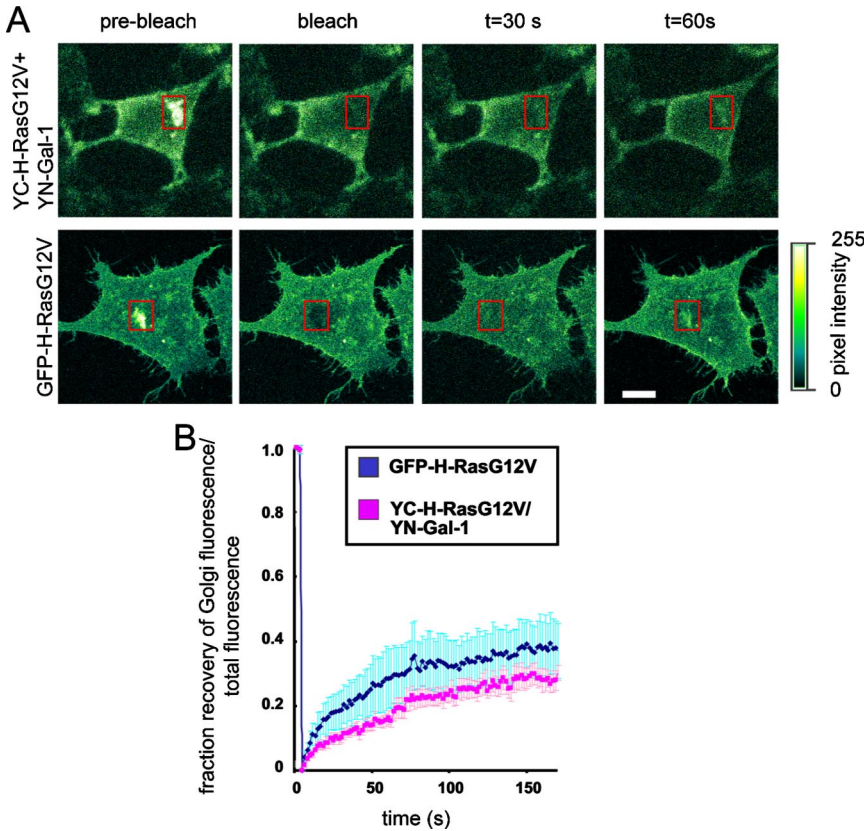 A
pre-bleach
bleach
t=30 s
t=60s
YC-H-RasG12V+
YN-Gal-1
GFP-H-RasG12V
255
pixel intensity
0
B
fraction recovery of Golgi fluorescence/
total fluorescence
1.0
0.8
0.6
0.4
0.2
0
GFP-H-RasG12V
YC-H-RasG12V/
YN-Gal-1
0
50
100
150
time (s)